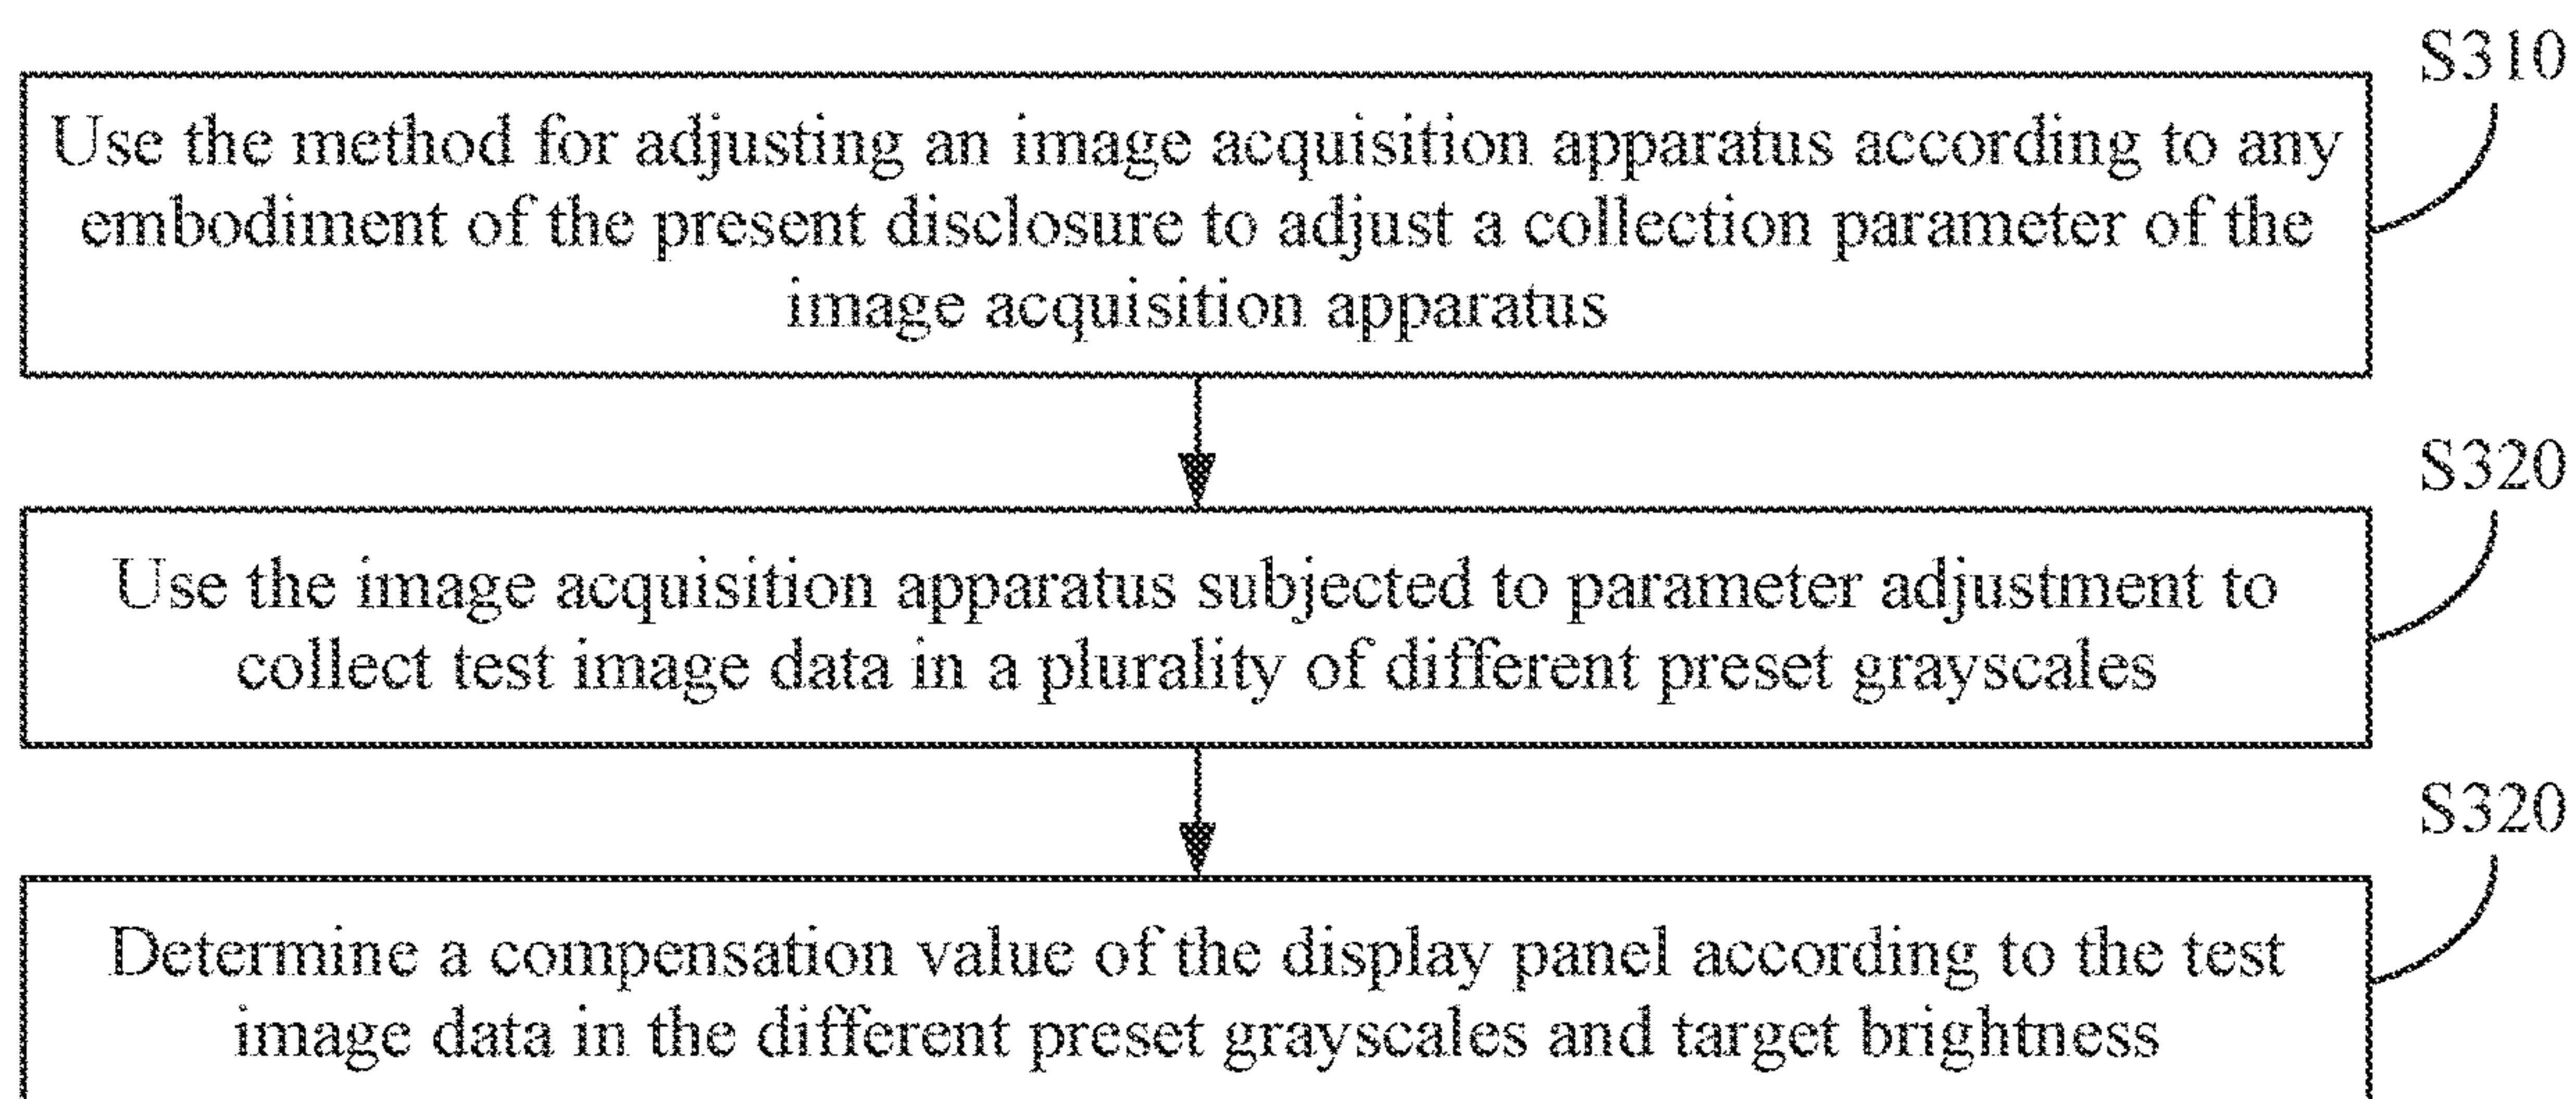 S310
Use the method for adjusting an image acquisition apparatus according to any
embodiment of the present disclosure to adjust a collection parameter of the
image acquisition apparatus
S320
Use the image acquisition apparatus subjected to parameter adjustment to
collect test image data in a plurality of different preset grayscales
S320
Determine a compensation value of the display panel according to the test
image data in the different preset grayscales and target brightness